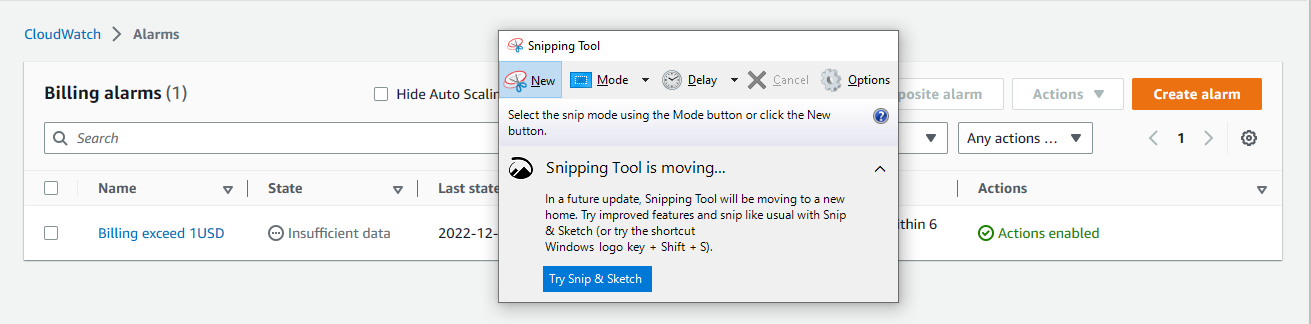 CloudWatch > Alarms
Billing alarms (1)
Hide Auto Scalin
posite alarm
Actions
Create alarm
Search
Any actions ...
1
Name
State
Last state
Actions
Billing exceed 1USD
Insufficient data
2022-12-
ithin 6
Actions enabled
Snipping Tool
New
Mode
Delay
Cancel
Options
Select the snip mode using the Mode button or click the New
button.
Snipping Tool is moving...
In a future update, Snipping Tool will be moving to a new
home. Try improved features and snip like usual with Snip
& Sketch (or try the shortcut
Windows logo key + Shift + S).
Try Snip & Sketch